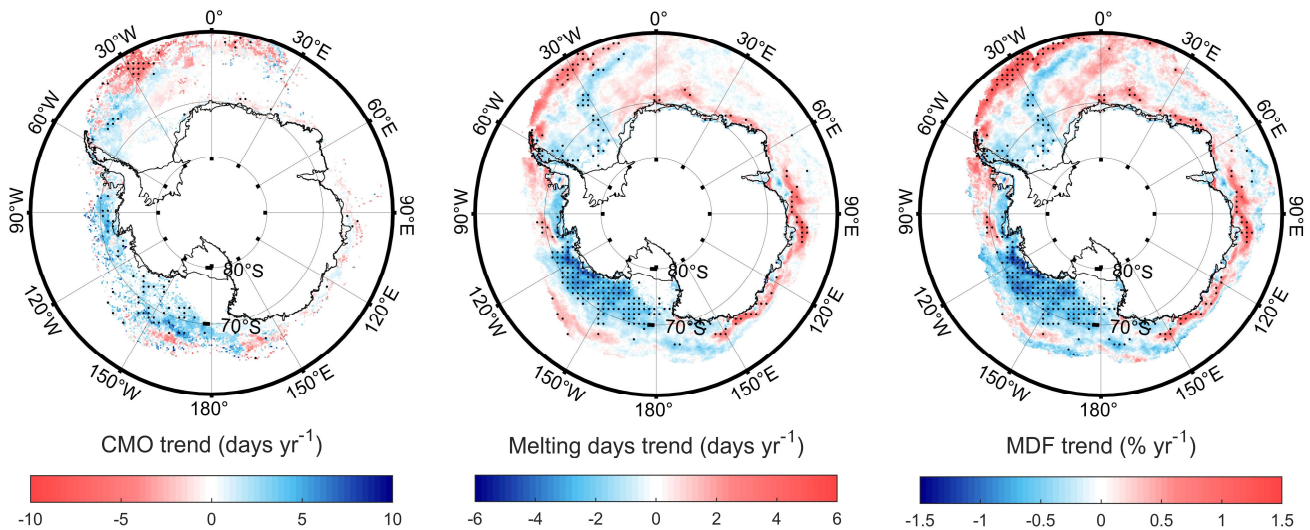 0°
30°E
60°E
90°E
120°E
150°E
180°
150°W
120°W
90°W
60°W
30°W
80°S
70°S
CMO trend (days yr-1)
-10 -5 0 5 10
0°
30°E
60°E
90°E
120°E
150°E
180°
150°W
120°W
90°W
60°W
30°W
80°S
70°S
Melting days trend (days yr-1)
-6 -4 -2 0 2 4 6
0°
30°E
60°E
90°E
120°E
150°E
180°
150°W
120°W
90°W
60°W
30°W
80°S
70°S
MDF trend (% yr-1)
-1.5 -1 -0.5 0 0.5 1 1.5